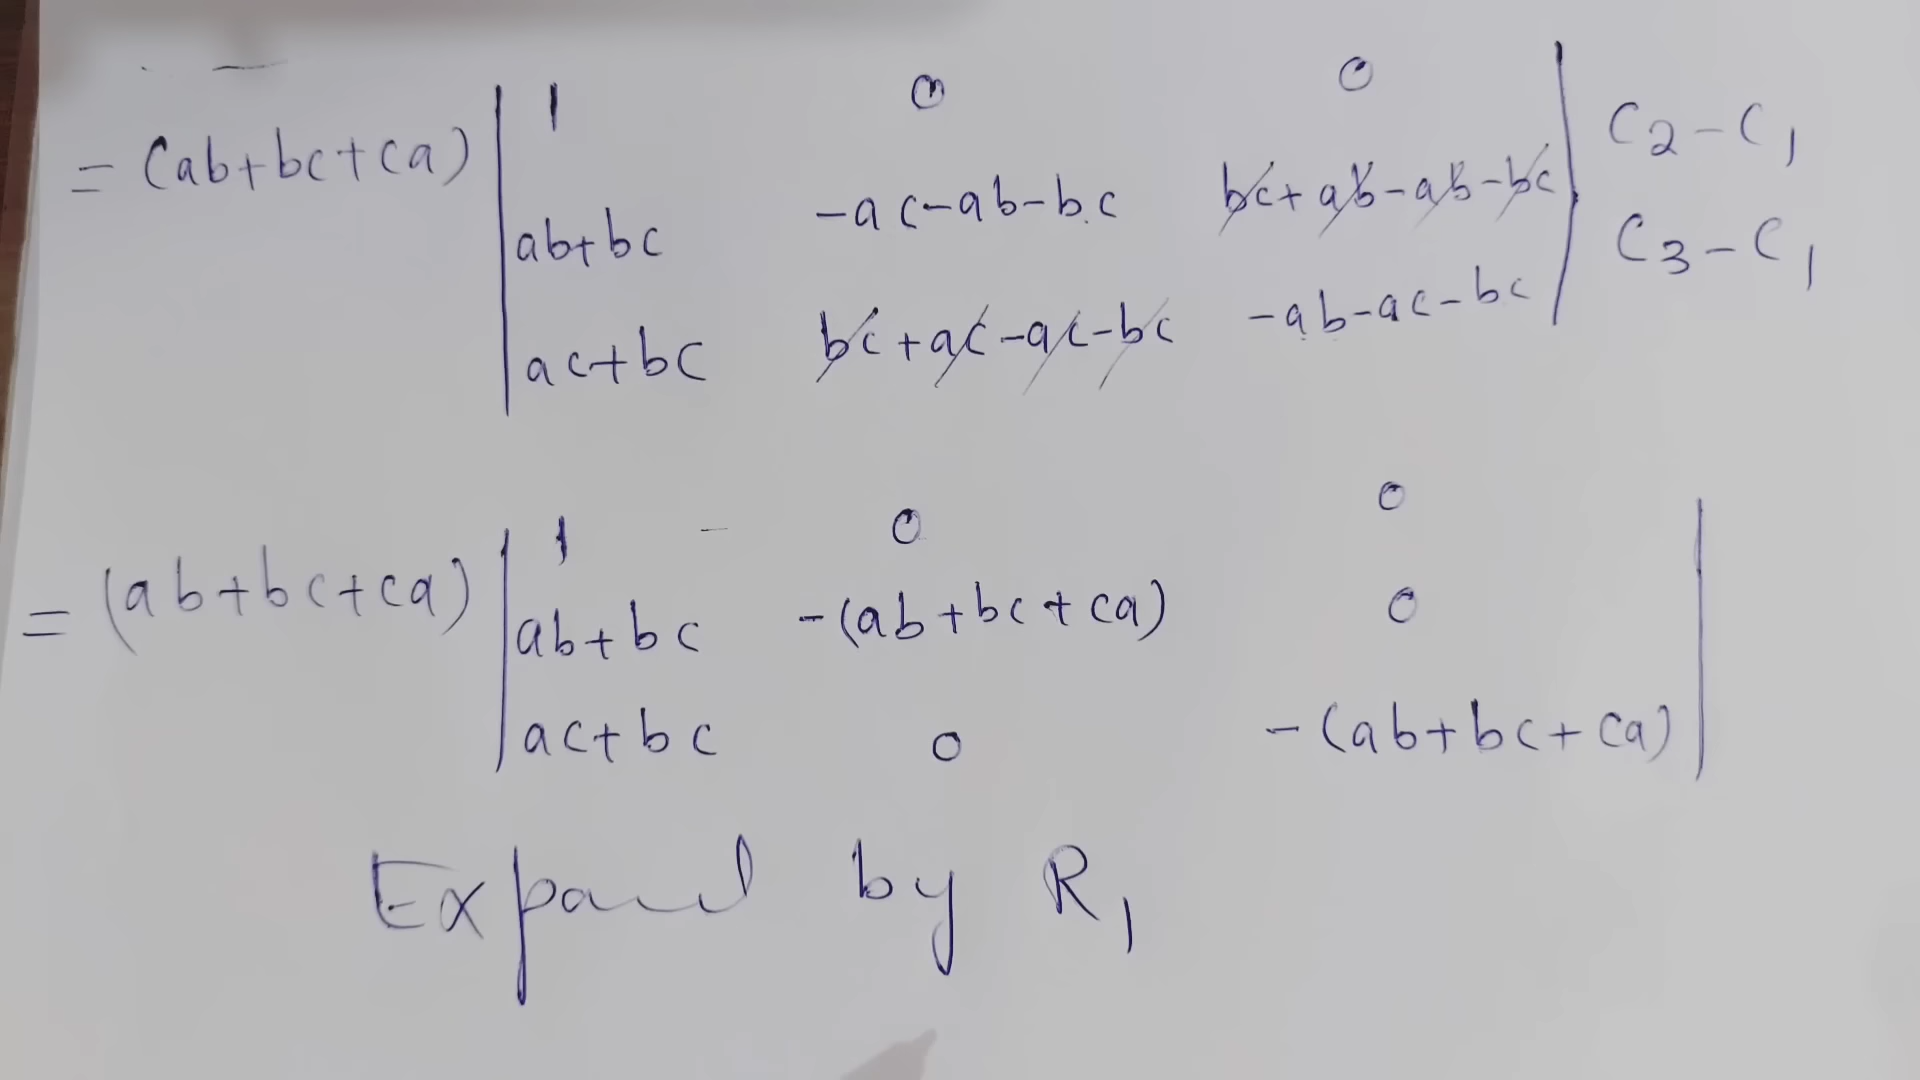 = (ab+bc+ca) | 1 0 0 | C2-C1
| ab+bc -ac-ab-bc bc+ab-ab-bc | C3-C1
| ac+bc bc+ac-ac-bc -ab-ac-bc |
= (ab+bc+ca) | 1 0 0 |
| ab+bc -(ab+bc+ca) 0 |
| ac+bc 0 -(ab+bc+ca) |
Expand by R1